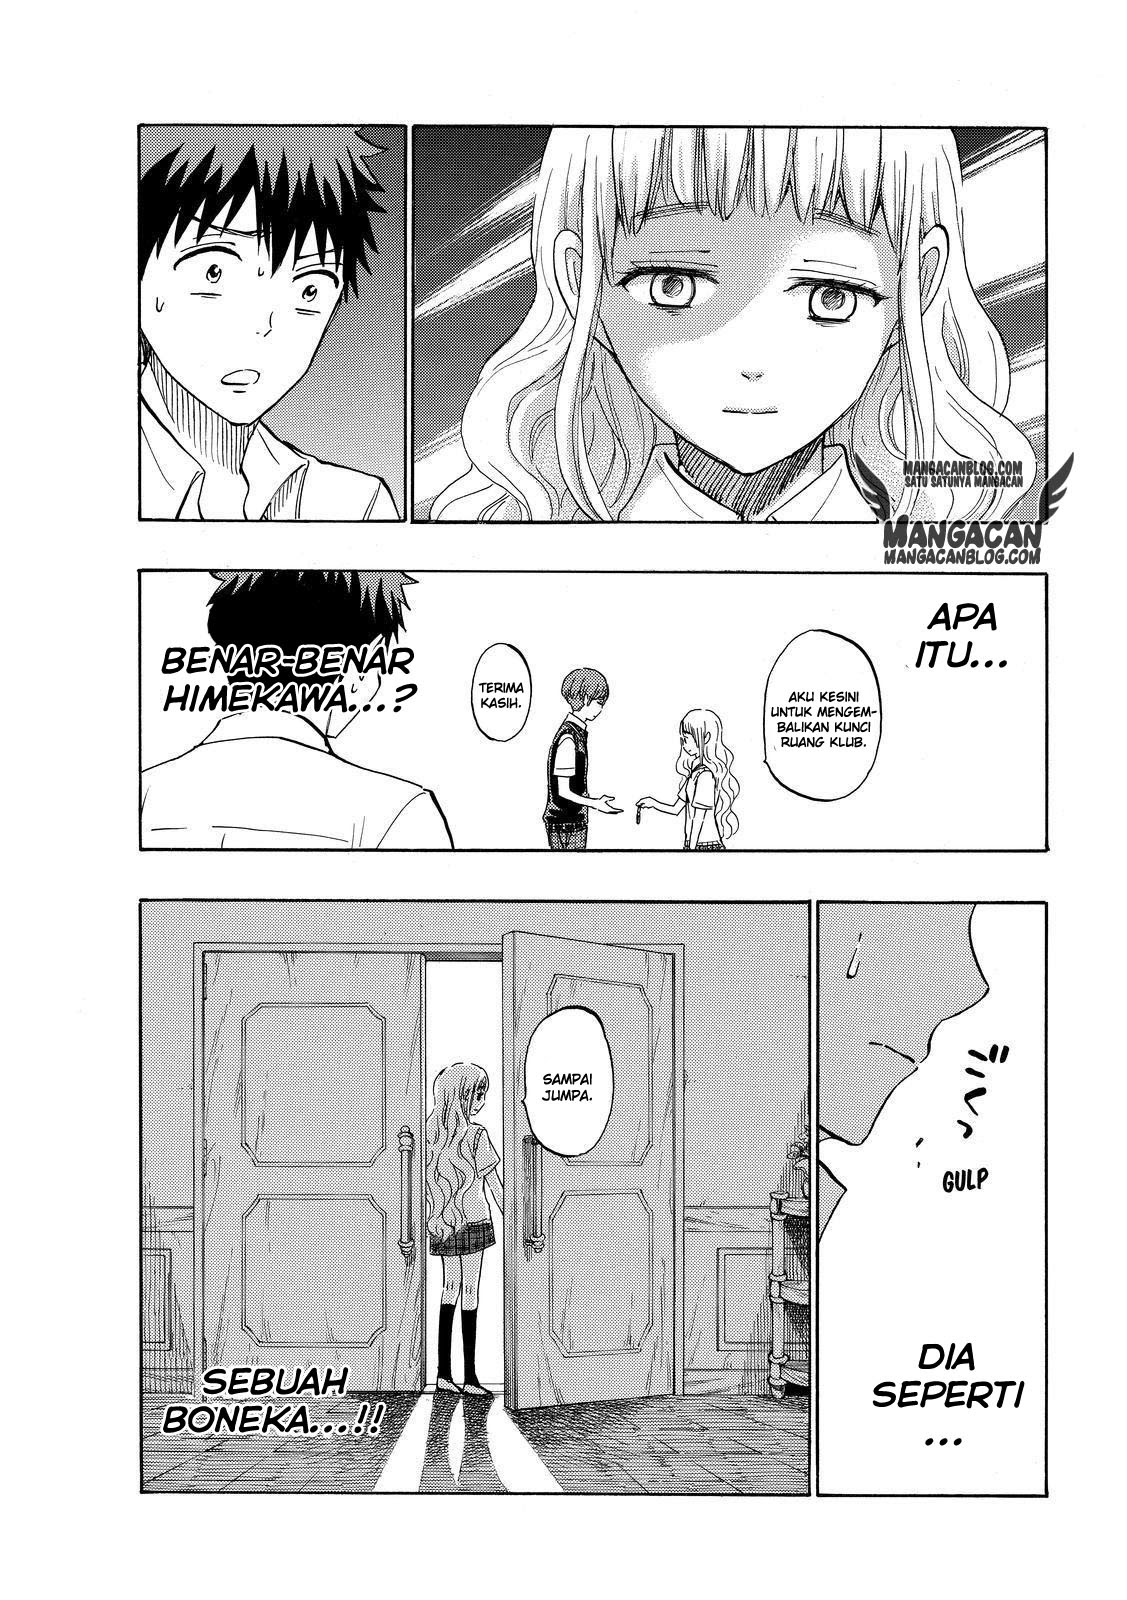 MANGACANBLOG.COM
SATU SATUNYA MANGACAN
MANGACAN
MANGACANBLOG.COM
APA
ITU...
AKU KESINI
UNTUK MENGEM-
BALIKAN KUNCI
RUANG KLUB.
TERIMA
KASIH.
BENAR-BENAR
HIMEKAWA...?
GULP
DIA
SEPERTI
...
SAMPAI
JUMPA.
SEBUAH
BONEKA...!!